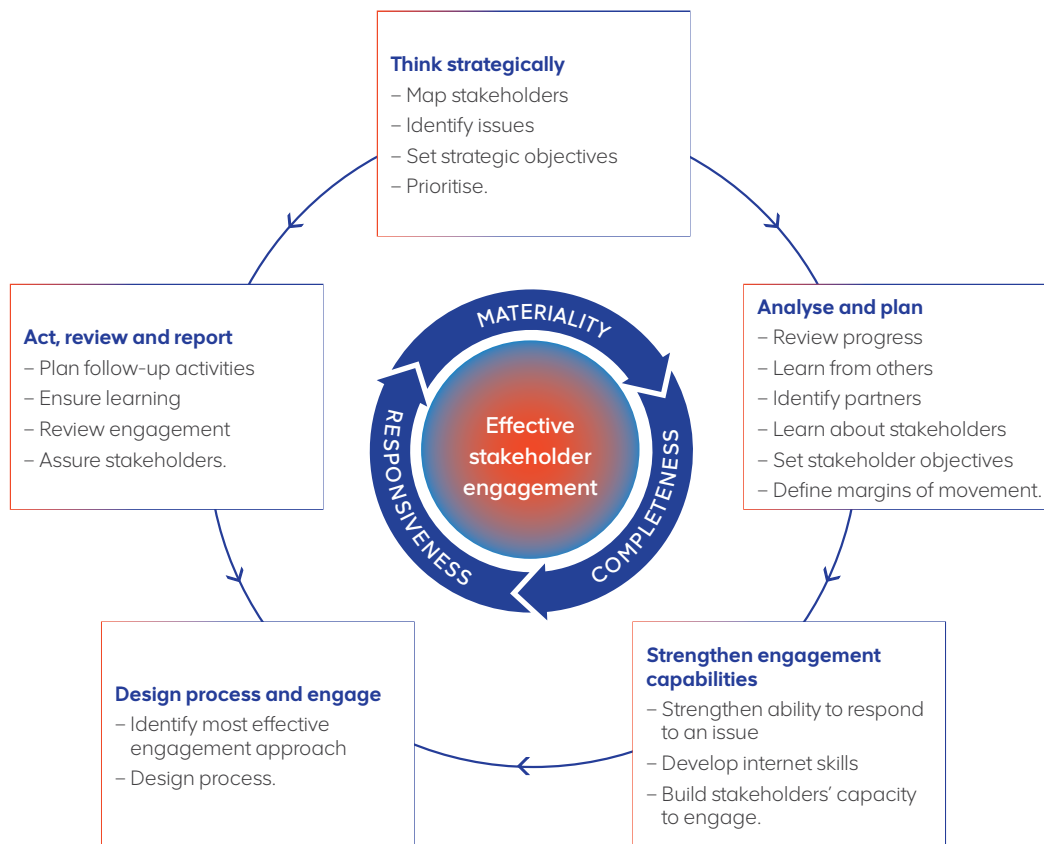 Think strategically
– Map stakeholders
– Identify issues
– Set strategic objectives
– Prioritise.
Act, review and report
– Plan follow-up activities
– Ensure learning
– Review engagement
– Assure stakeholders.
MATERIALITY
COMPLETENESS
RESPONSIVENESS
Effective
stakeholder
engagement
Analyse and plan
– Review progress
– Learn from others
– Identify partners
– Learn about stakeholders
– Set stakeholder objectives
– Define margins of movement.
Design process and engage
– Identify most effective
engagement approach
– Design process.
Strengthen engagement
capabilities
– Strengthen ability to respond
to an issue
– Develop internet skills
– Build stakeholders’ capacity
to engage.